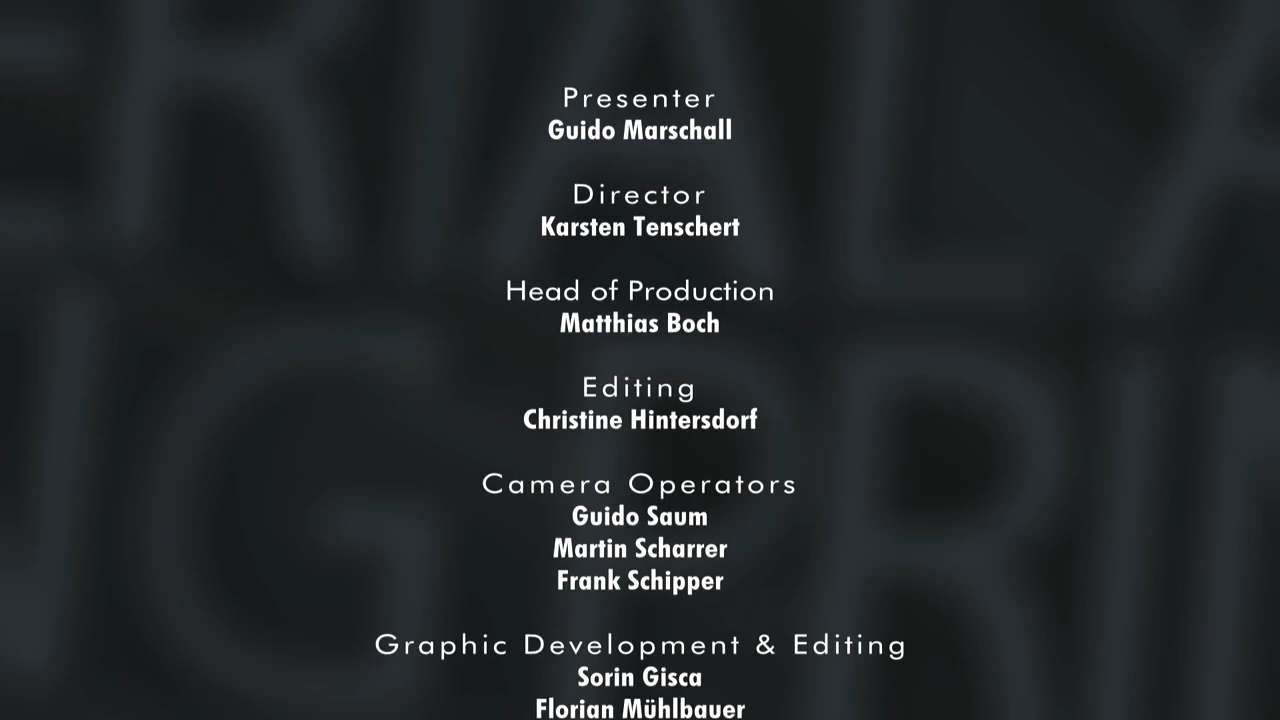 Presenter
Guido Marschall
Director
Karsten Tenschert
Head of Production
Matthias Boch
Editing
Christine Hintersdorf
Camera Operators
Guido Saum
Martin Scharrer
Frank Schipper
Graphic Development & Editing
Sorin Gisca
Florian Mühlbauer